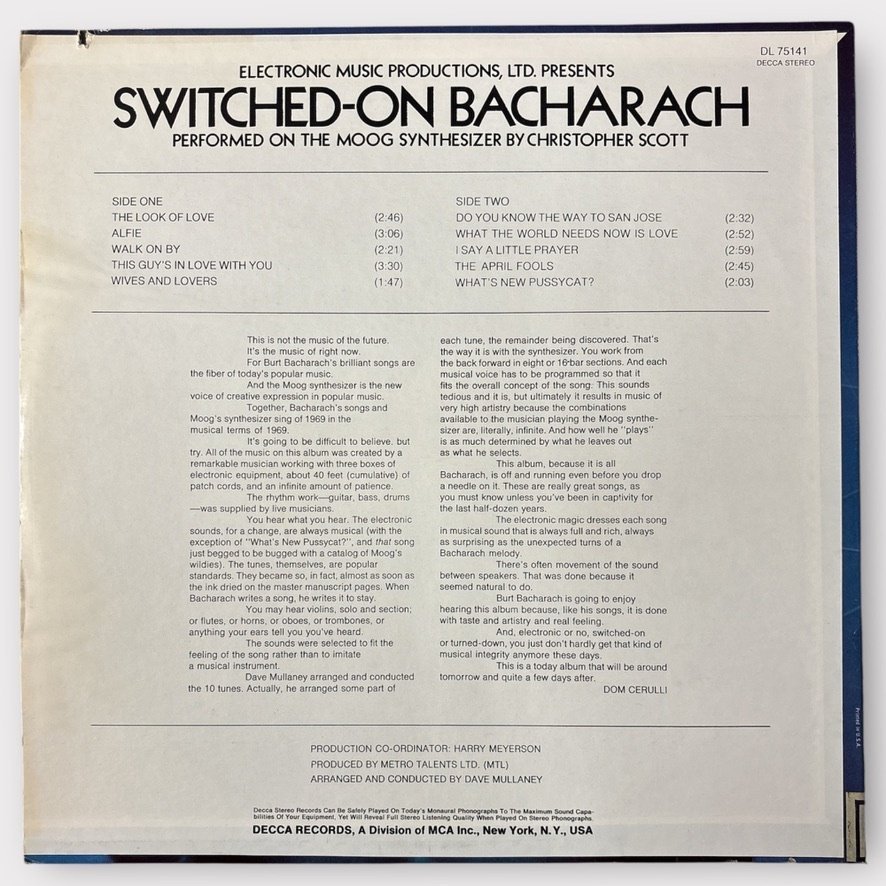 DL 75141
DECCA STEREO
ELECTRONIC MUSIC PRODUCTIONS, LTD. PRESENTS
SWITCHED-ON BACHARACH
PERFORMED ON THE MOOG SYNTHESIZER BY CHRISTOPHER SCOTT
SIDE ONE
THE LOOK OF LOVE (2:46)
ALFIE (3:06)
WALK ON BY (2:21)
THIS GUY'S IN LOVE WITH YOU (3:30)
WIVES AND LOVERS (1:47)
SIDE TWO
DO YOU KNOW THE WAY TO SAN JOSE (2:32)
WHAT THE WORLD NEEDS NOW IS LOVE (2:52)
I SAY A LITTLE PRAYER (2:59)
THE APRIL FOOLS (2:45)
WHAT'S NEW PUSSYCAT? (2:03)
This is not the music of the future.
It's the music of right now.
For Burt Bacharach's brilliant songs are
the fiber of today's popular music.
And the Moog synthesizer is the new
voice of creative expression in popular music.
Together, Bacharach's songs and
Moog's synthesizer sing of 1969 in the
musical terms of 1969.
It's going to be difficult to believe, but
try. All of the music on this album was created by a
remarkable musician working with three boxes of
electronic equipment, about 40 feet (cumulative) of
patch cords, and an infinite amount of patience.
The rhythm work—guitar, bass, drums
—was supplied by live musicians.
You hear what you hear. The electronic
sounds, for a change, are always musical (with the
exception of "What's New Pussycat?", and that song
just begged to be bugged with a catalog of Moog's
wildies). The tunes, themselves, are popular
standards. They became so, in fact, almost as soon as
the ink dried on the master manuscript pages. When
Bacharach writes a song, he writes it to stay.
You may hear violins, solo and section;
or flutes, or horns, or oboes, or trombones, or
anything your ears tell you you've heard.
The sounds were selected to fit the
feeling of the song rather than to imitate
a musical instrument.
Dave Mullaney arranged and conducted
the 10 tunes. Actually, he arranged some part of
each tune, the remainder being discovered. That's
the way it is with the synthesizer. You work from
the back forward in eight or 16-bar sections. And each
musical voice has to be programmed so that it
fits the overall concept of the song. This sounds
tedious and it is, but ultimately it results in music of
very high artistry because the combinations
available to the musician playing the Moog synthe-
sizer are, literally, infinite. And how well he "plays"
is as much determined by what he leaves out
as what he selects.
This album, because it is all
Bacharach, is off and running even before you drop
a needle on it. These are really great songs, as
you must know unless you've been in captivity for
the last half-dozen years.
The electronic magic dresses each song
in musical sound that is always full and rich, always
as surprising as the unexpected turns of a
Bacharach melody.
There's often movement of the sound
between speakers. That was done because it
seemed natural to do.
Burt Bacharach is going to enjoy
hearing this album because, like his songs, it is done
with taste and artistry and real feeling.
And, electronic or no, switched-on
or turned-down, you just don't hardly get that kind of
musical integrity anymore these days.
This is a today album that will be around
tomorrow and quite a few days after.
DOM CERULLI
PRODUCTION CO-ORDINATOR: HARRY MEYERSON
PRODUCED BY METRO TALENTS LTD. (MTL)
ARRANGED AND CONDUCTED BY DAVE MULLANEY
Decca Stereo Records Can Be Safely Played On Today's Monaural Phonographs To The Maximum Sound Capa-
bilities Of Your Equipment, Yet Will Reveal Full Stereo Listening Quality When Played On Stereo Phonographs.
DECCA RECORDS, A Division of MCA Inc., New York, N.Y., USA
Printed in U.S.A.